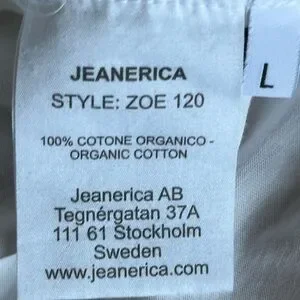 JEANERICA
STYLE: ZOE 120
L
100% COTONE ORGANICO -
ORGANIC COTTON
Jeanerica AB
Tegnérgatan 37A
111 61 Stockholm
Sweden
www.jeanerica.com